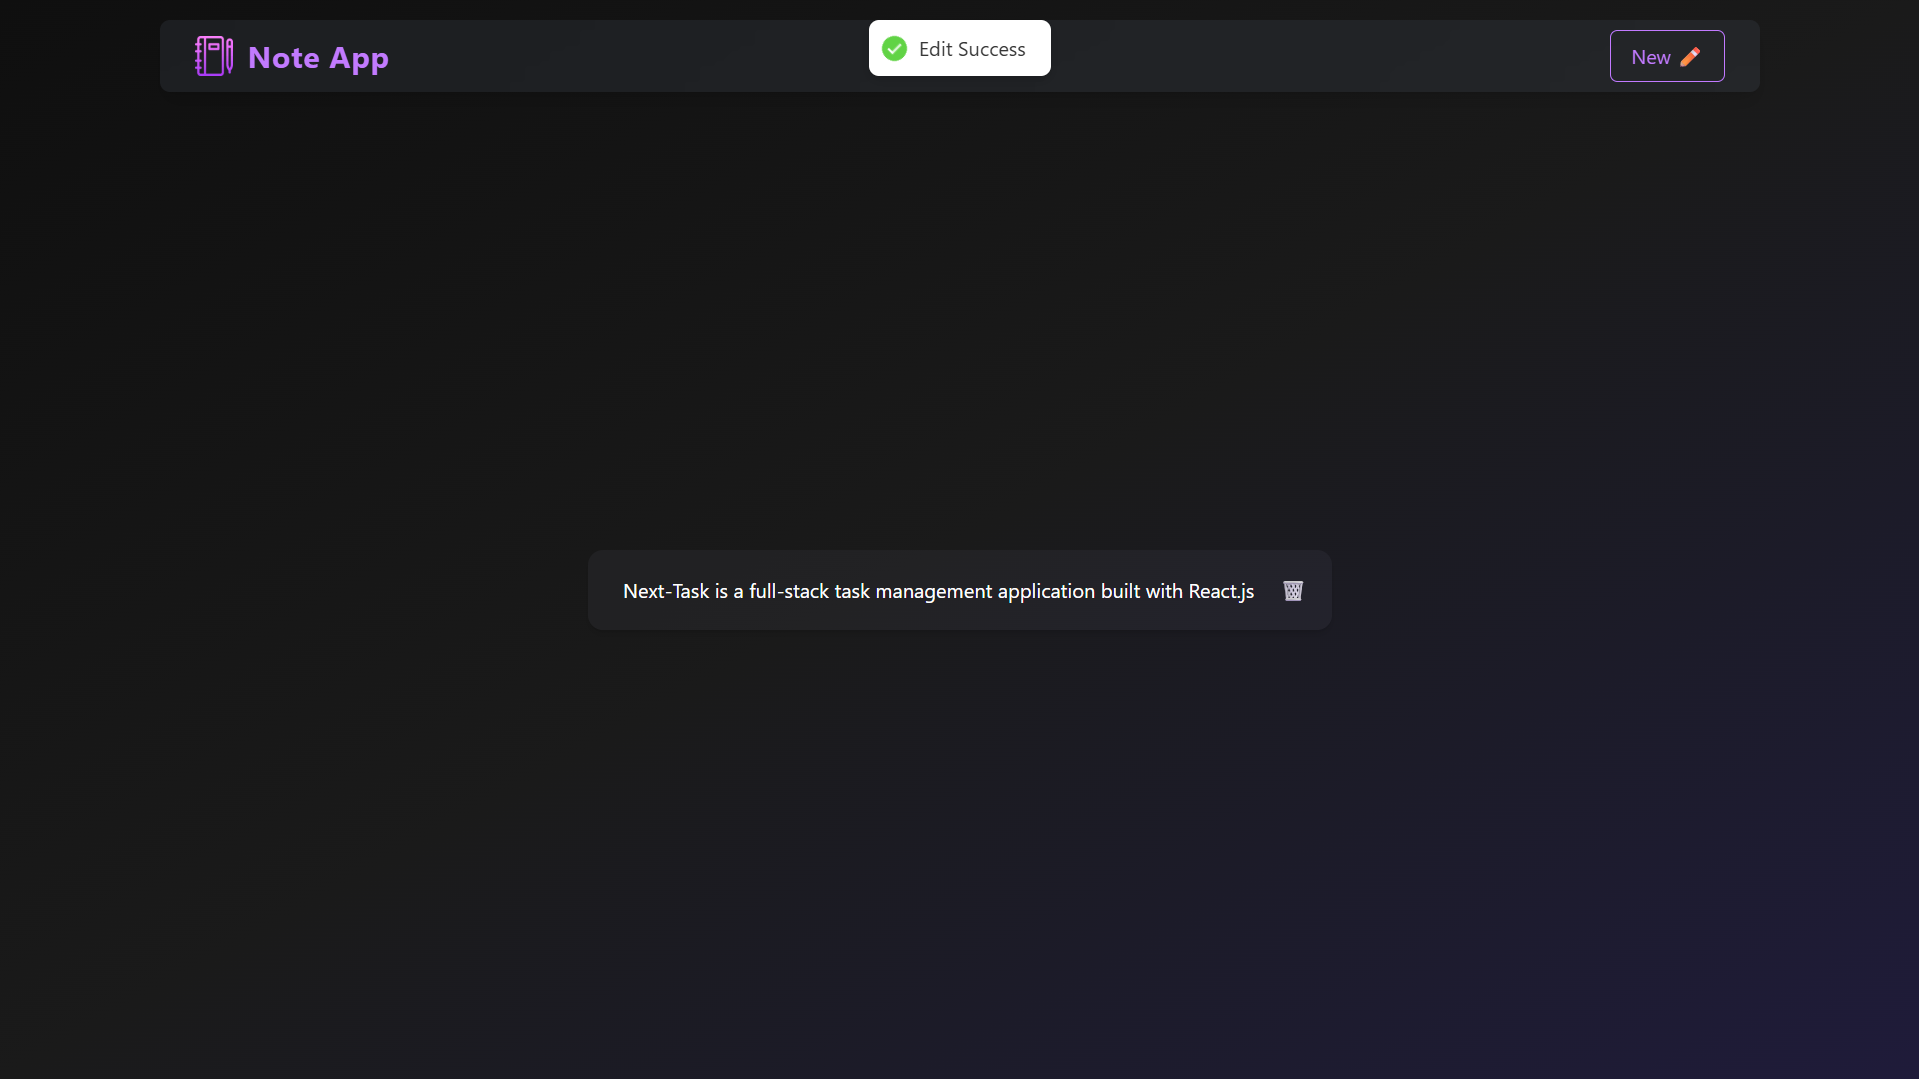 Note App
Edit Success
New
Next-Task is a full-stack task management application built with React.js